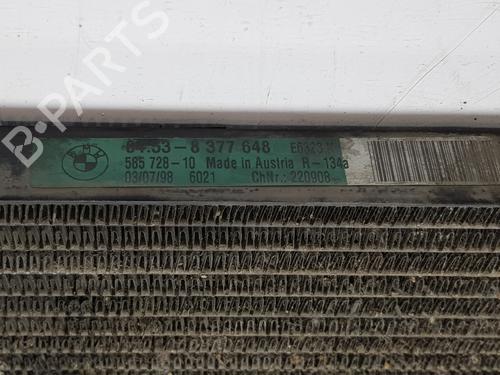 B-PARTS
BMW
64.53-8 377 648
585 728-10 Made in Austria R-134a
03/07/98 6021 ChNr.: 220908-